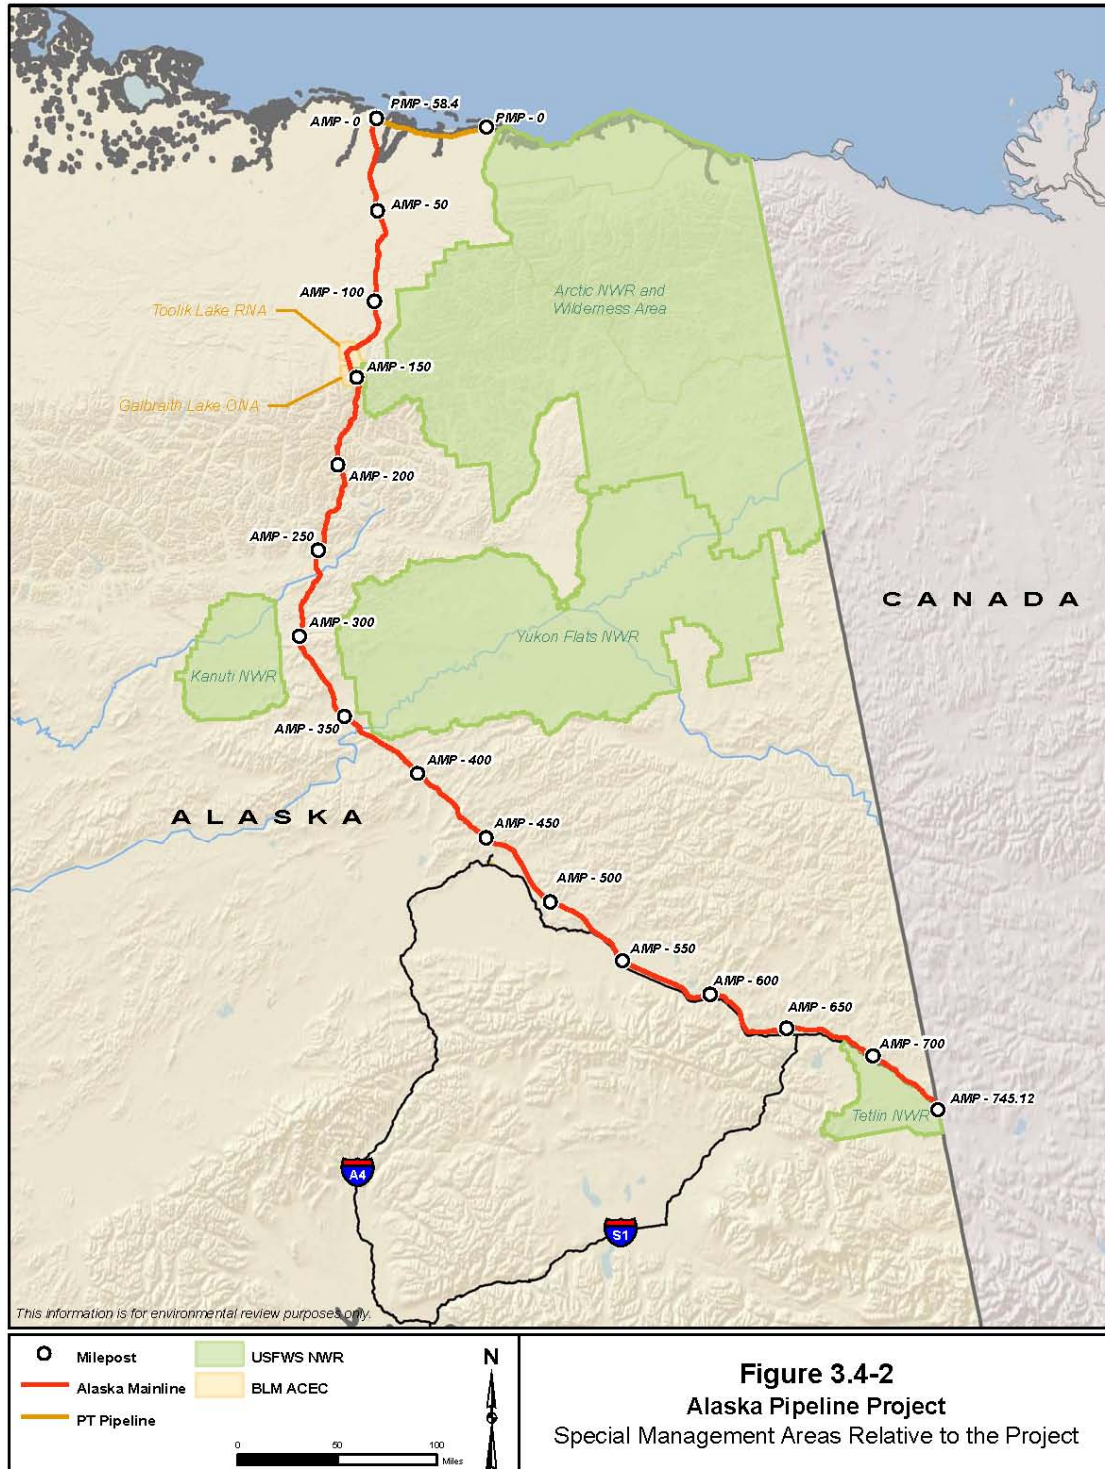 PMP - 58.4
AMP - 0
PMP - 0
AMP - 50
AMP - 100
Toolik Lake RNA
Arctic NWR and
Wilderness Area
AMP - 150
Galbraith Lake ONA
AMP - 200
AMP - 250
CANADA
AMP - 300
Yukon Flats NWR
Kanuti NWR
AMP - 350
AMP - 400
ALASKA
AMP - 450
AMP - 500
AMP - 550
AMP - 600
AMP - 650
AMP - 700
AMP - 745.12
Tetlin NWR
A4
S1
This information is for environmental review purposes only.
Milepost
USFWS NWR
Alaska Mainline
BLM ACEC
PT Pipeline
N
0 50 100
Miles
Figure 3.4-2
Alaska Pipeline Project
Special Management Areas Relative to the Project